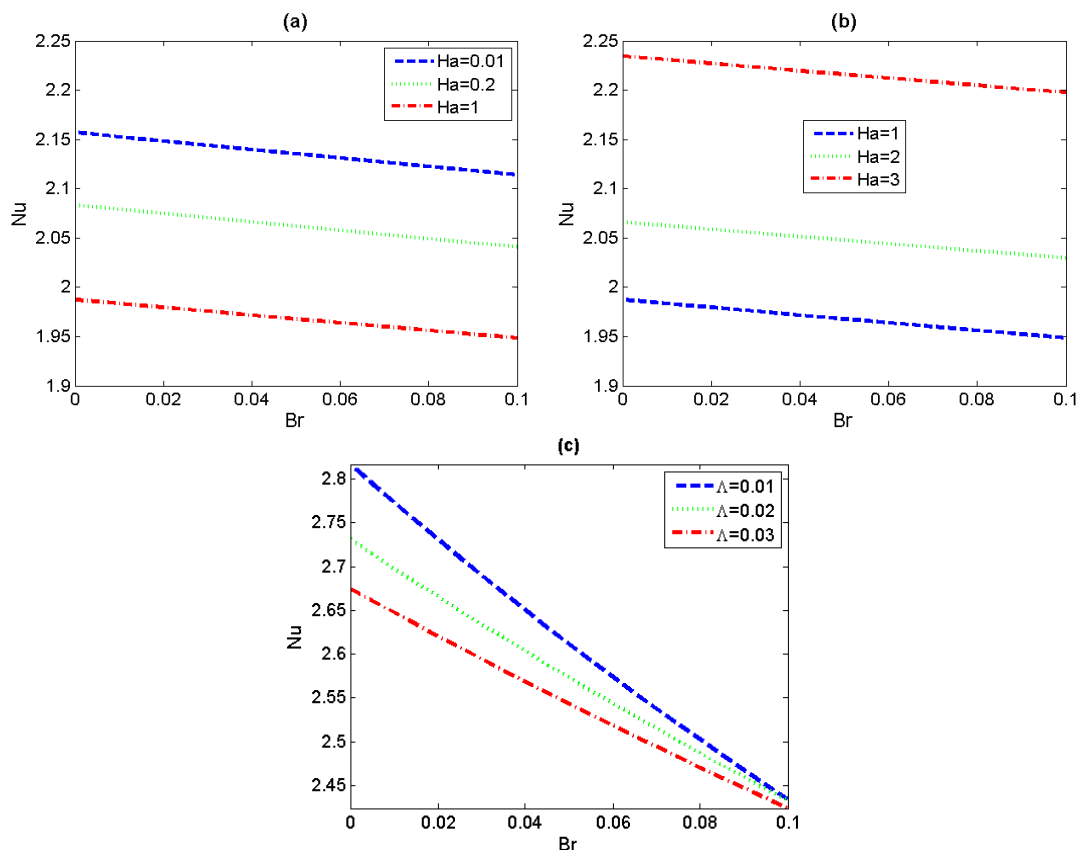 (a)
2.25
2.2
2.15
2.1
2.05
2
1.95
1.9
Nu
0
0.02
0.04
0.06
0.08
0.1
Br
Ha=0.01
Ha=0.2
Ha=1
(b)
2.25
2.2
2.15
2.1
2.05
2
1.95
1.9
Nu
0
0.02
0.04
0.06
0.08
0.1
Br
Ha=1
Ha=2
Ha=3
(c)
2.8
2.75
2.7
2.65
2.6
2.55
2.5
2.45
Nu
0
0.02
0.04
0.06
0.08
0.1
Br
Λ=0.01
Λ=0.02
Λ=0.03